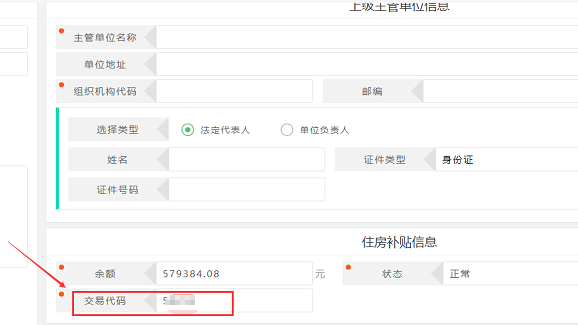 上级主管单位信息
主管单位名称
单位地址
组织机构代码 邮编
选择类型 法定代表人 单位负责人
姓名 证件类型 身份证
证件号码
住房补贴信息
余额 579384.08 元 状态 正常
交易代码